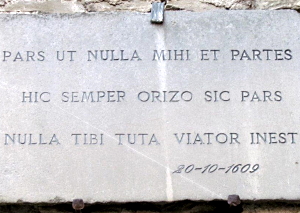 PARS UT NULLA MIHI ET PARTES
HIC SEMPER ORIZO SIC PARS
NULLA TIBI TUTA VIATOR INEST
20-10-1609